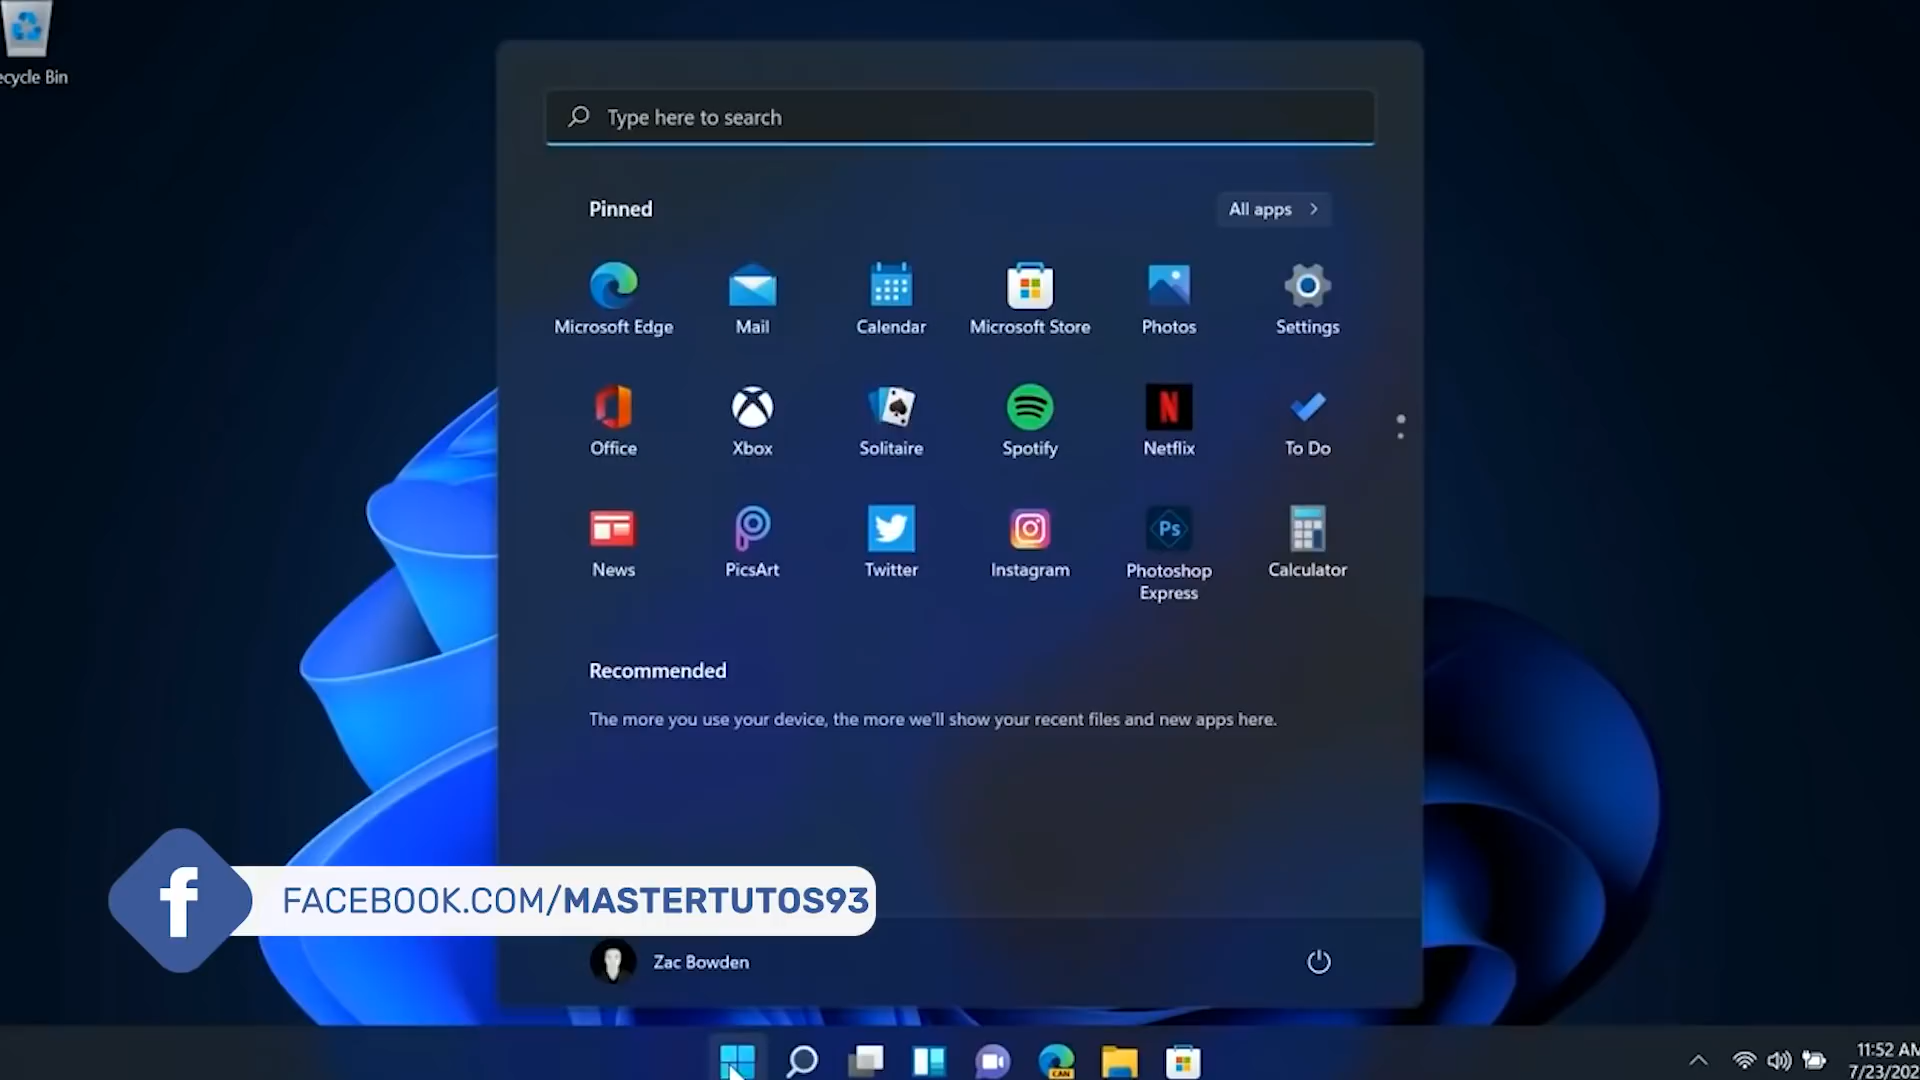 ecycle Bin
Type here to search
Pinned
All apps
Microsoft Edge
Mail
Calendar
Microsoft Store
Photos
Settings
Office
Xbox
Solitaire
Spotify
Netflix
To Do
News
PicsArt
Twitter
Instagram
Ps
Photoshop
Express
Calculator
Recommended
The more you use your device, the more we'll show your recent files and new apps here.
f
FACEBOOK.COM/MASTERTUTOS93
Zac Bowden
CAN
11:52 AM
7/23/202